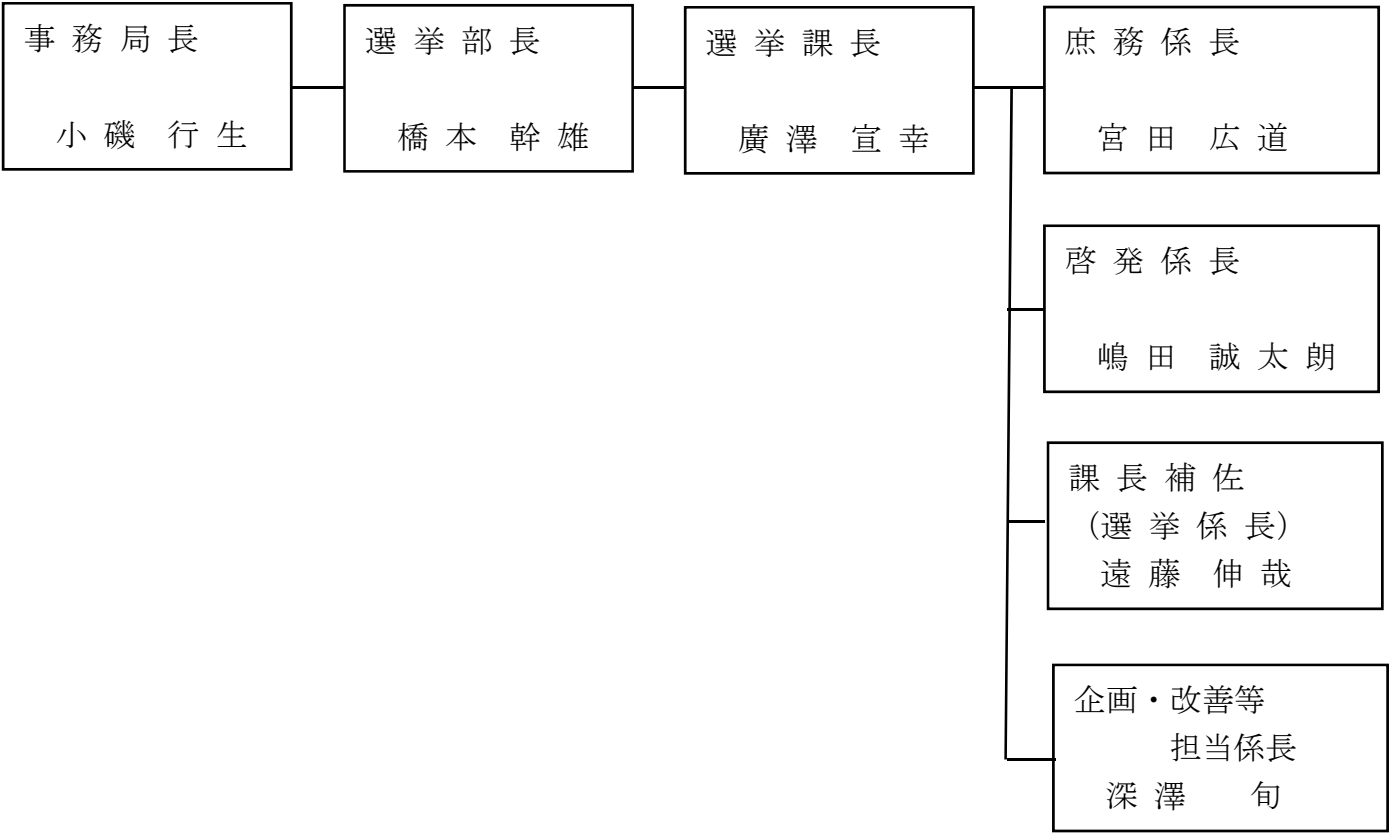 事務局長
小磯 行生
選挙部長
橋本 幹雄
選挙課長
廣澤 宣幸
庶務係長
宮田 広道
啓発係長
嶋田 誠太朗
課長補佐
(選挙係長)
遠藤 伸哉
企画・改善等
担当係長
深澤 旬